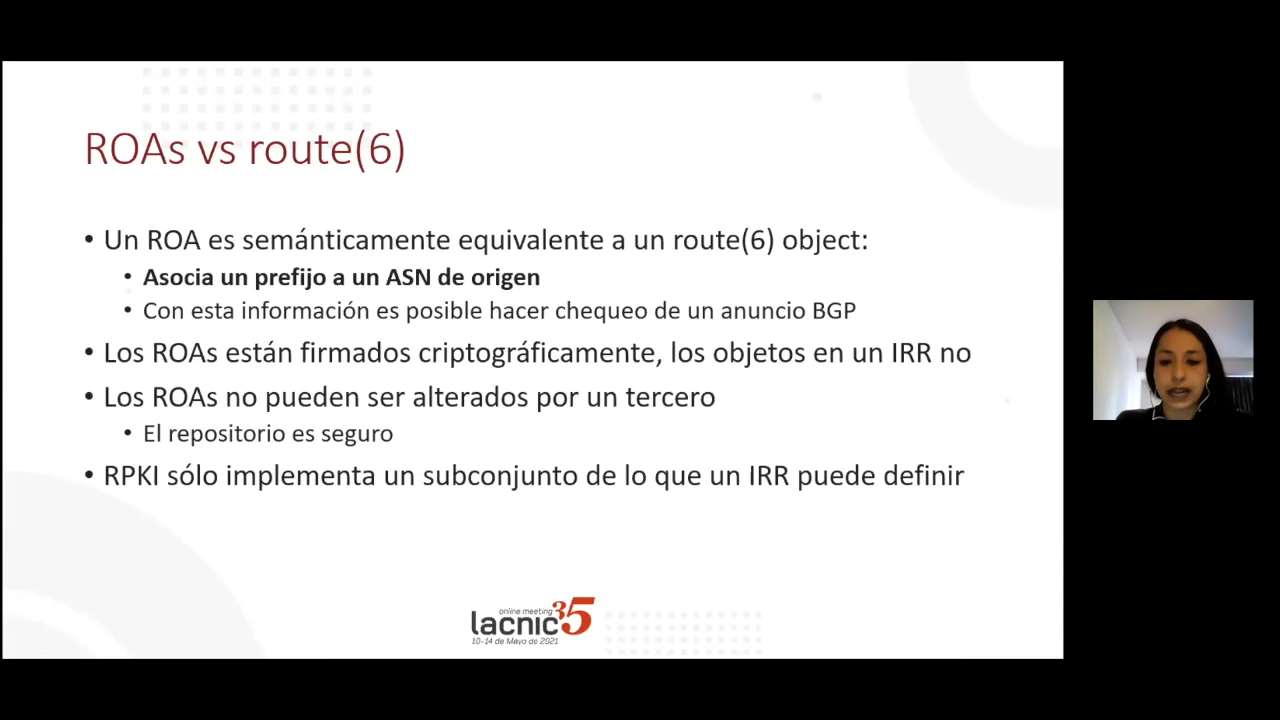 ROAs vs route(6)
• Un ROA es semánticamente equivalente a un route(6) object:
• Asocia un prefijo a un ASN de origen
• Con esta información es posible hacer chequeo de un anuncio BGP
• Los ROAs están firmados criptográficamente, los objetos en un IRR no
• Los ROAs no pueden ser alterados por un tercero
• El repositorio es seguro
• RPKI sólo implementa un subconjunto de lo que un IRR puede definir
online meeting
lacnic35
10-14 de Mayo de 2021